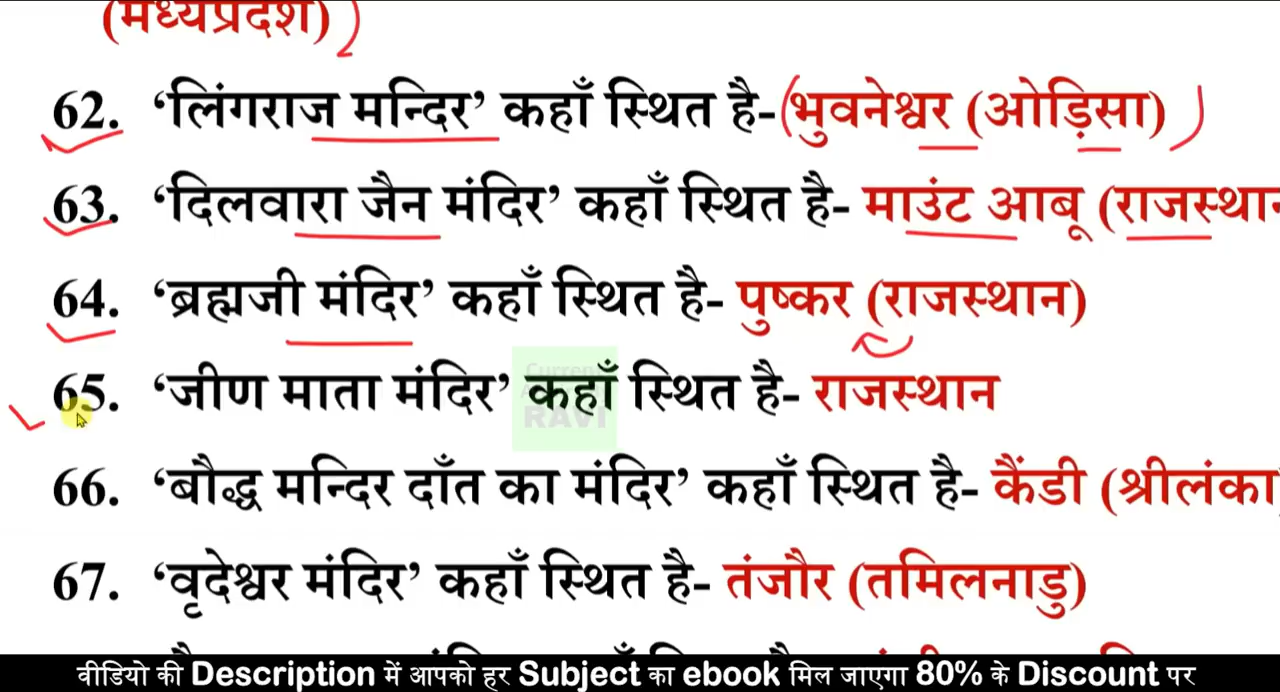 (मध्यप्रदेश)
62. ‘लिंगराज मन्दिर’ कहाँ स्थित है- (भुवनेश्वर (ओड़िसा)
63. ‘दिलवारा जैन मंदिर’ कहाँ स्थित है- माउंट आबू (राजस्थान
64. ‘ब्रह्मजी मंदिर’ कहाँ स्थित है- पुष्कर (राजस्थान)
65. ‘जीण माता मंदिर’ कहाँ स्थित है- राजस्थान
RAVI
66. ‘बौद्ध मन्दिर दाँत का मंदिर’ कहाँ स्थित है- कैंडी (श्रीलंका)
67. ‘वृदेश्वर मंदिर’ कहाँ स्थित है- तंजौर (तमिलनाडु)
वीडियो की Description में आपको हर Subject का ebook मिल जाएगा 80% के Discount पर